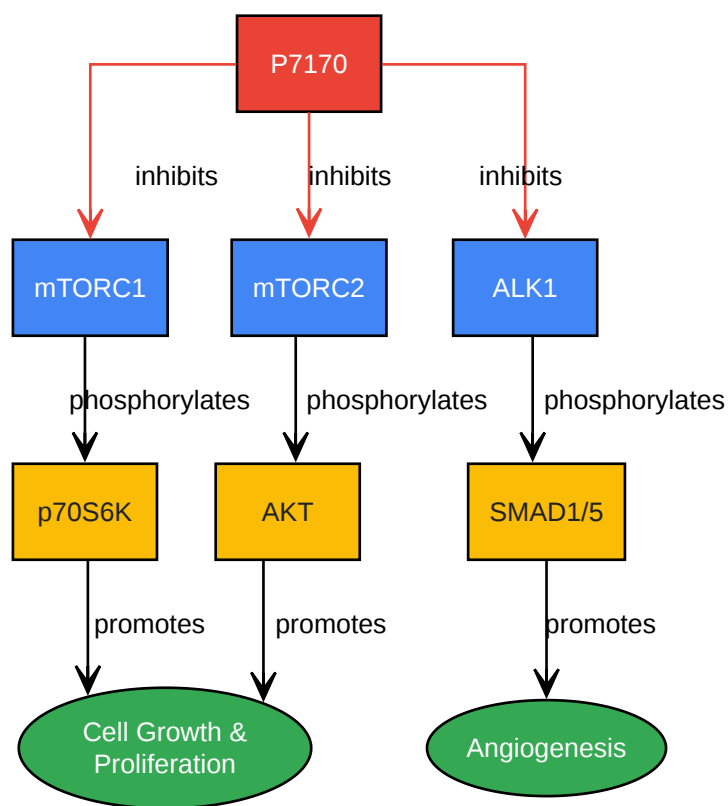 P7170
inhibits
inhibits
inhibits
mTORC1
mTORC2
ALK1
phosphorylates
phosphorylates
phosphorylates
p70S6K
AKT
SMAD1/5
promotes
promotes
promotes
Cell Growth &
Proliferation
Angiogenesis